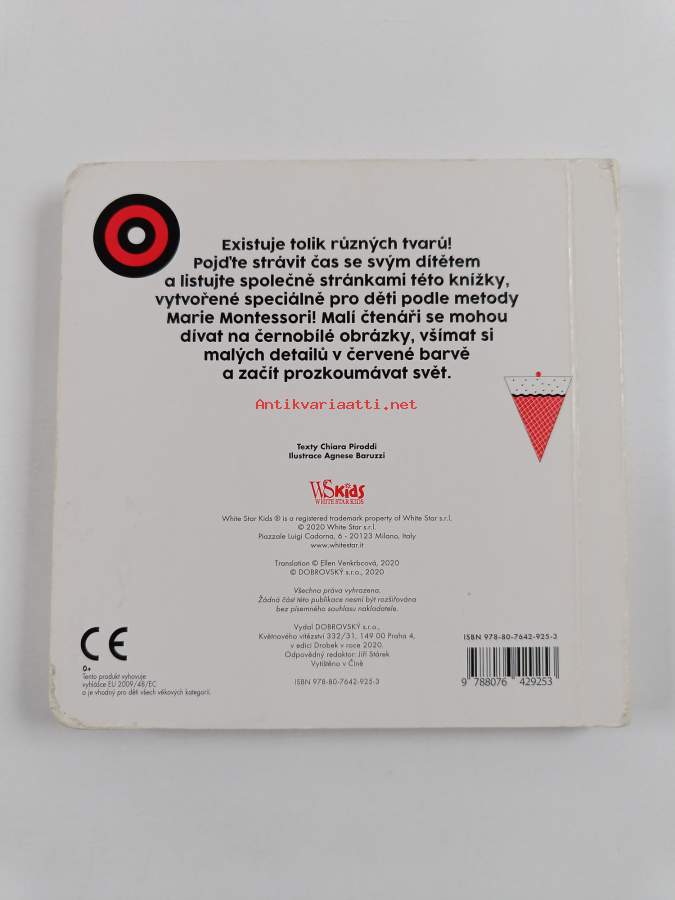 Existuje tolik různých tvarů!
Pojďte strávit čas se svým dítětem
a listujte společně stránkami této knížky,
vytvořené speciálně pro děti podle metody
Marie Montessori! Malí čtenáři se mohou
dívat na černobílé obrázky, všímat si
malých detailů v červené barvě
a začít prozkoumávat svět.
Antikvariaatti.net
Texty Chiara Piroddi
Ilustrace Agnese Baruzzi
WSKids
WHITE STAR KIDS
White Star Kids ® is a registered trademark property of White Star s.r.l.
© 2020 White Star s.r.l.
Piazzale Luigi Cadorna, 6 - 20123 Milano, Italy
www.whitestar.it
Translation © Ellen Venkrbcová, 2020
© DOBROVSKÝ s.r.o., 2020
Všechna práva vyhrazena.
Žádná část této publikace nesmí být rozšiřována
bez písemného souhlasu nakladatele.
Vydal DOBROVSKÝ s.r.o.,
Květnového vítězství 332/31, 149 00 Praha 4,
v edici Drobek v roce 2020.
Odpovědný redaktor: Jiří Stárek
Vytištěno v Číně
ISBN 978-80-7642-925-3
CE
0+
Tento produkt vyhovuje
vyhlášce EU 2009/48/EC
a je vhodný pro děti všech věkových kategorií.
ISBN 978-80-7642-925-3
9 788076 429253